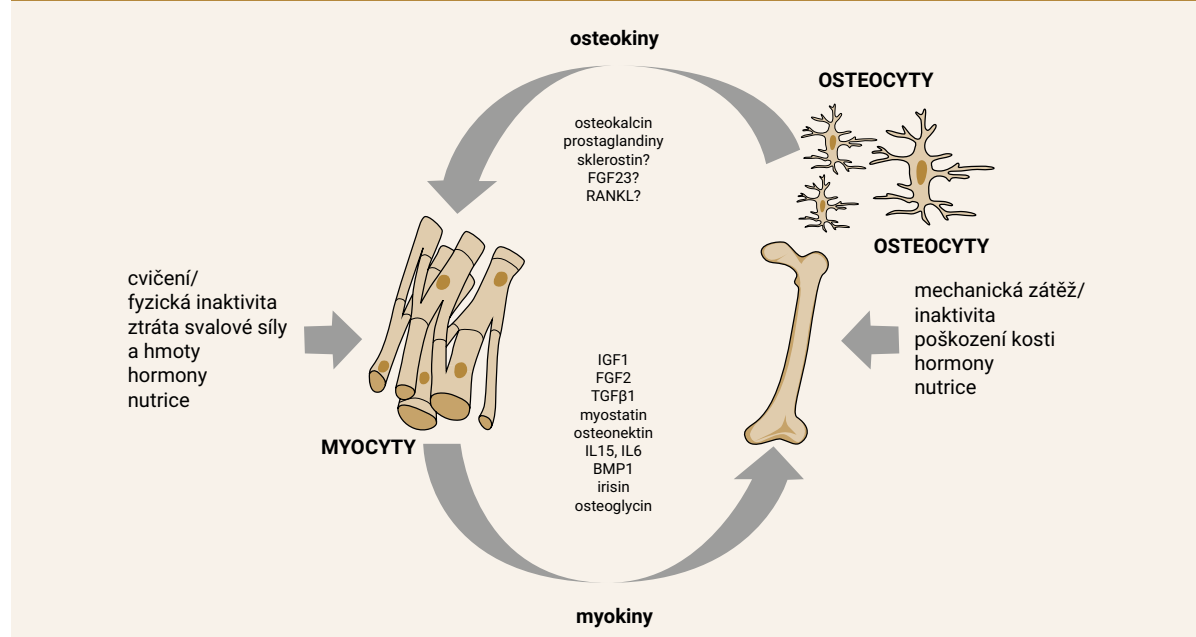 osteokiny
OSTEOCYTY
osteokalcin
prostaglandiny
sklerostin?
FGF23?
RANKL?
OSTEOCYTY
cvičení/
fyzická inaktivita
ztráta svalové síly
a hmoty
hormony
nutrice
mechanická zátěž/
inaktivita
poškození kosti
hormony
nutrice
IGF1
FGF2
TGFβ1
myostatin
osteonektin
IL15, IL6
BMP1
irisin
osteoglycin
MYOCYTY
myokiny